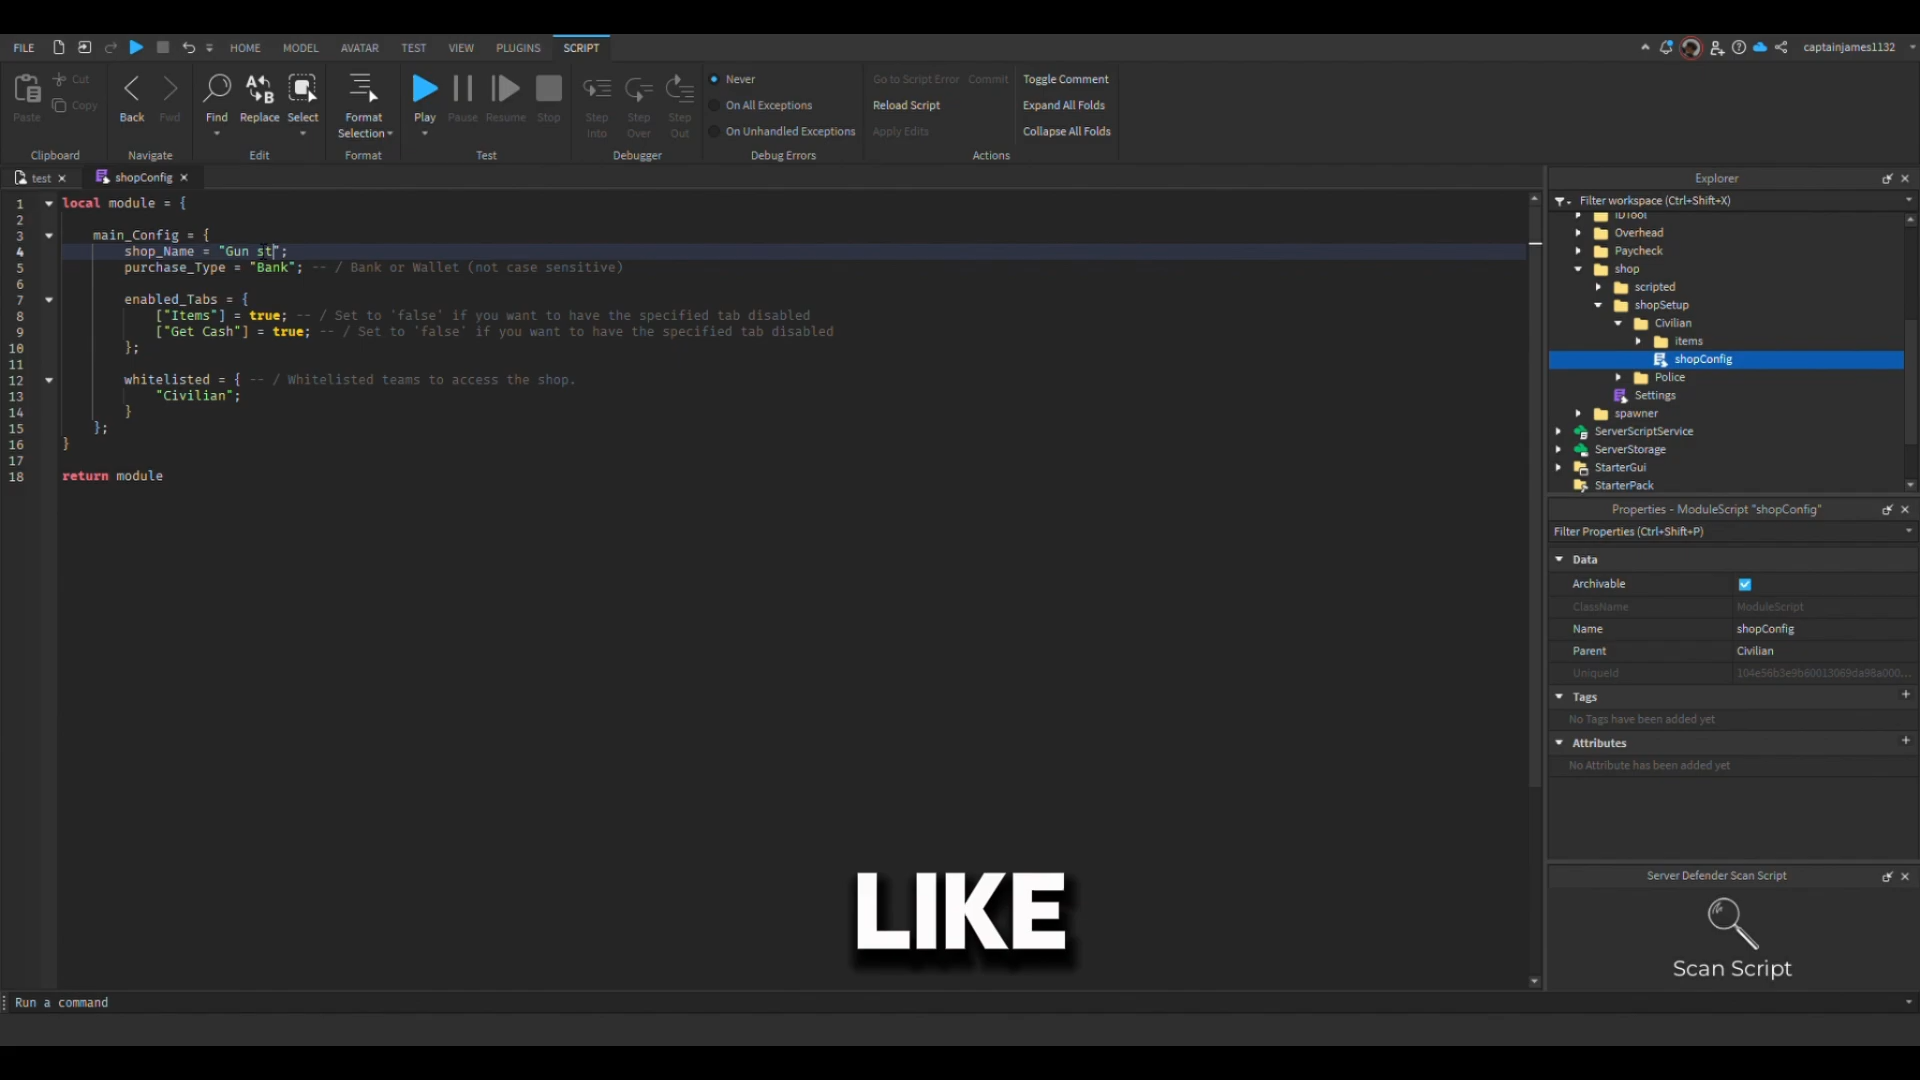 FILE HOME MODEL AVATAR TEST VIEW PLUGINS SCRIPT captainjames1132
Cut Never Go to Script Error Commit Toggle Comment
Copy On All Exceptions Reload Script Expand All Folds
Paste Back Fwd Find Replace Select Format Play Pause Resume Stop Step Step Step
Selection Into Over Out On Unhandled Exceptions Apply Edits Collapse All Folds
Clipboard Navigate Edit Format Test Debugger Debug Errors Actions
test shopConfig
1 local module = {
2
3 main_Config = {
4 shop_Name = "Gun st";
5 purchase_Type = "Bank"; -- / Bank or Wallet (not case sensitive)
6
7 enabled_Tabs = {
8 ["Items"] = true; -- / Set to 'false' if you want to have the specified tab disabled
9 ["Get Cash"] = true; -- / Set to 'false' if you want to have the specified tab disabled
10 };
11
12 whitelisted = { -- / Whitelisted teams to access the shop.
13 "Civilian";
14 }
15 };
16 }
17
18 return module
Explorer
Filter workspace (Ctrl+Shift+X)
IDTool
Overhead
Paycheck
shop
scripted
shopSetup
Civilian
items
shopConfig
Police
Settings
spawner
ServerScriptService
ServerStorage
StarterGui
StarterPack
Properties - ModuleScript "shopConfig"
Filter Properties (Ctrl+Shift+P)
Data
Archivable
ClassName ModuleScript
Name shopConfig
Parent Civilian
UniqueId 104e56b3e9b60013069da98a000...
Tags +
No Tags have been added yet
Attributes +
No Attribute has been added yet
Server Defender Scan Script
Scan Script
LIKE
Run a command